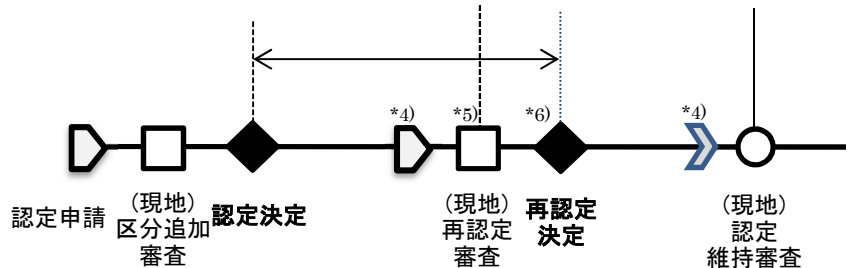 *4)
*5)
*6)
*4)
認定申請
(現地)
区分追加
審査
認定決定
(現地)
再認定
審査
再認定
決定
(現地)
認定
維持審査